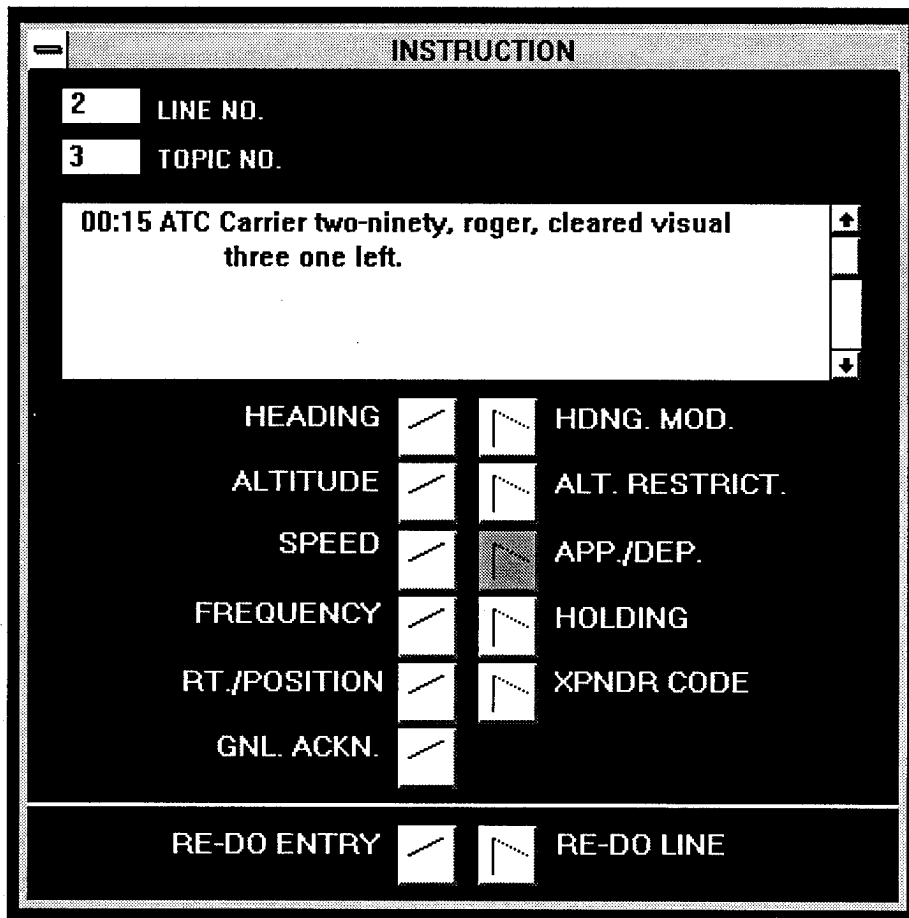 INSTRUCTION
2 LINE NO.
3 TOPIC NO.
00:15 ATC Carrier two-ninety, roger, cleared visual
three one left.
HEADING HDNG. MOD.
ALTITUDE ALT. RESTRICT.
SPEED APP./DEP.
FREQUENCY HOLDING
RT./POSITION XPNDR CODE
GNL. ACKN.
RE-DO ENTRY RE-DO LINE